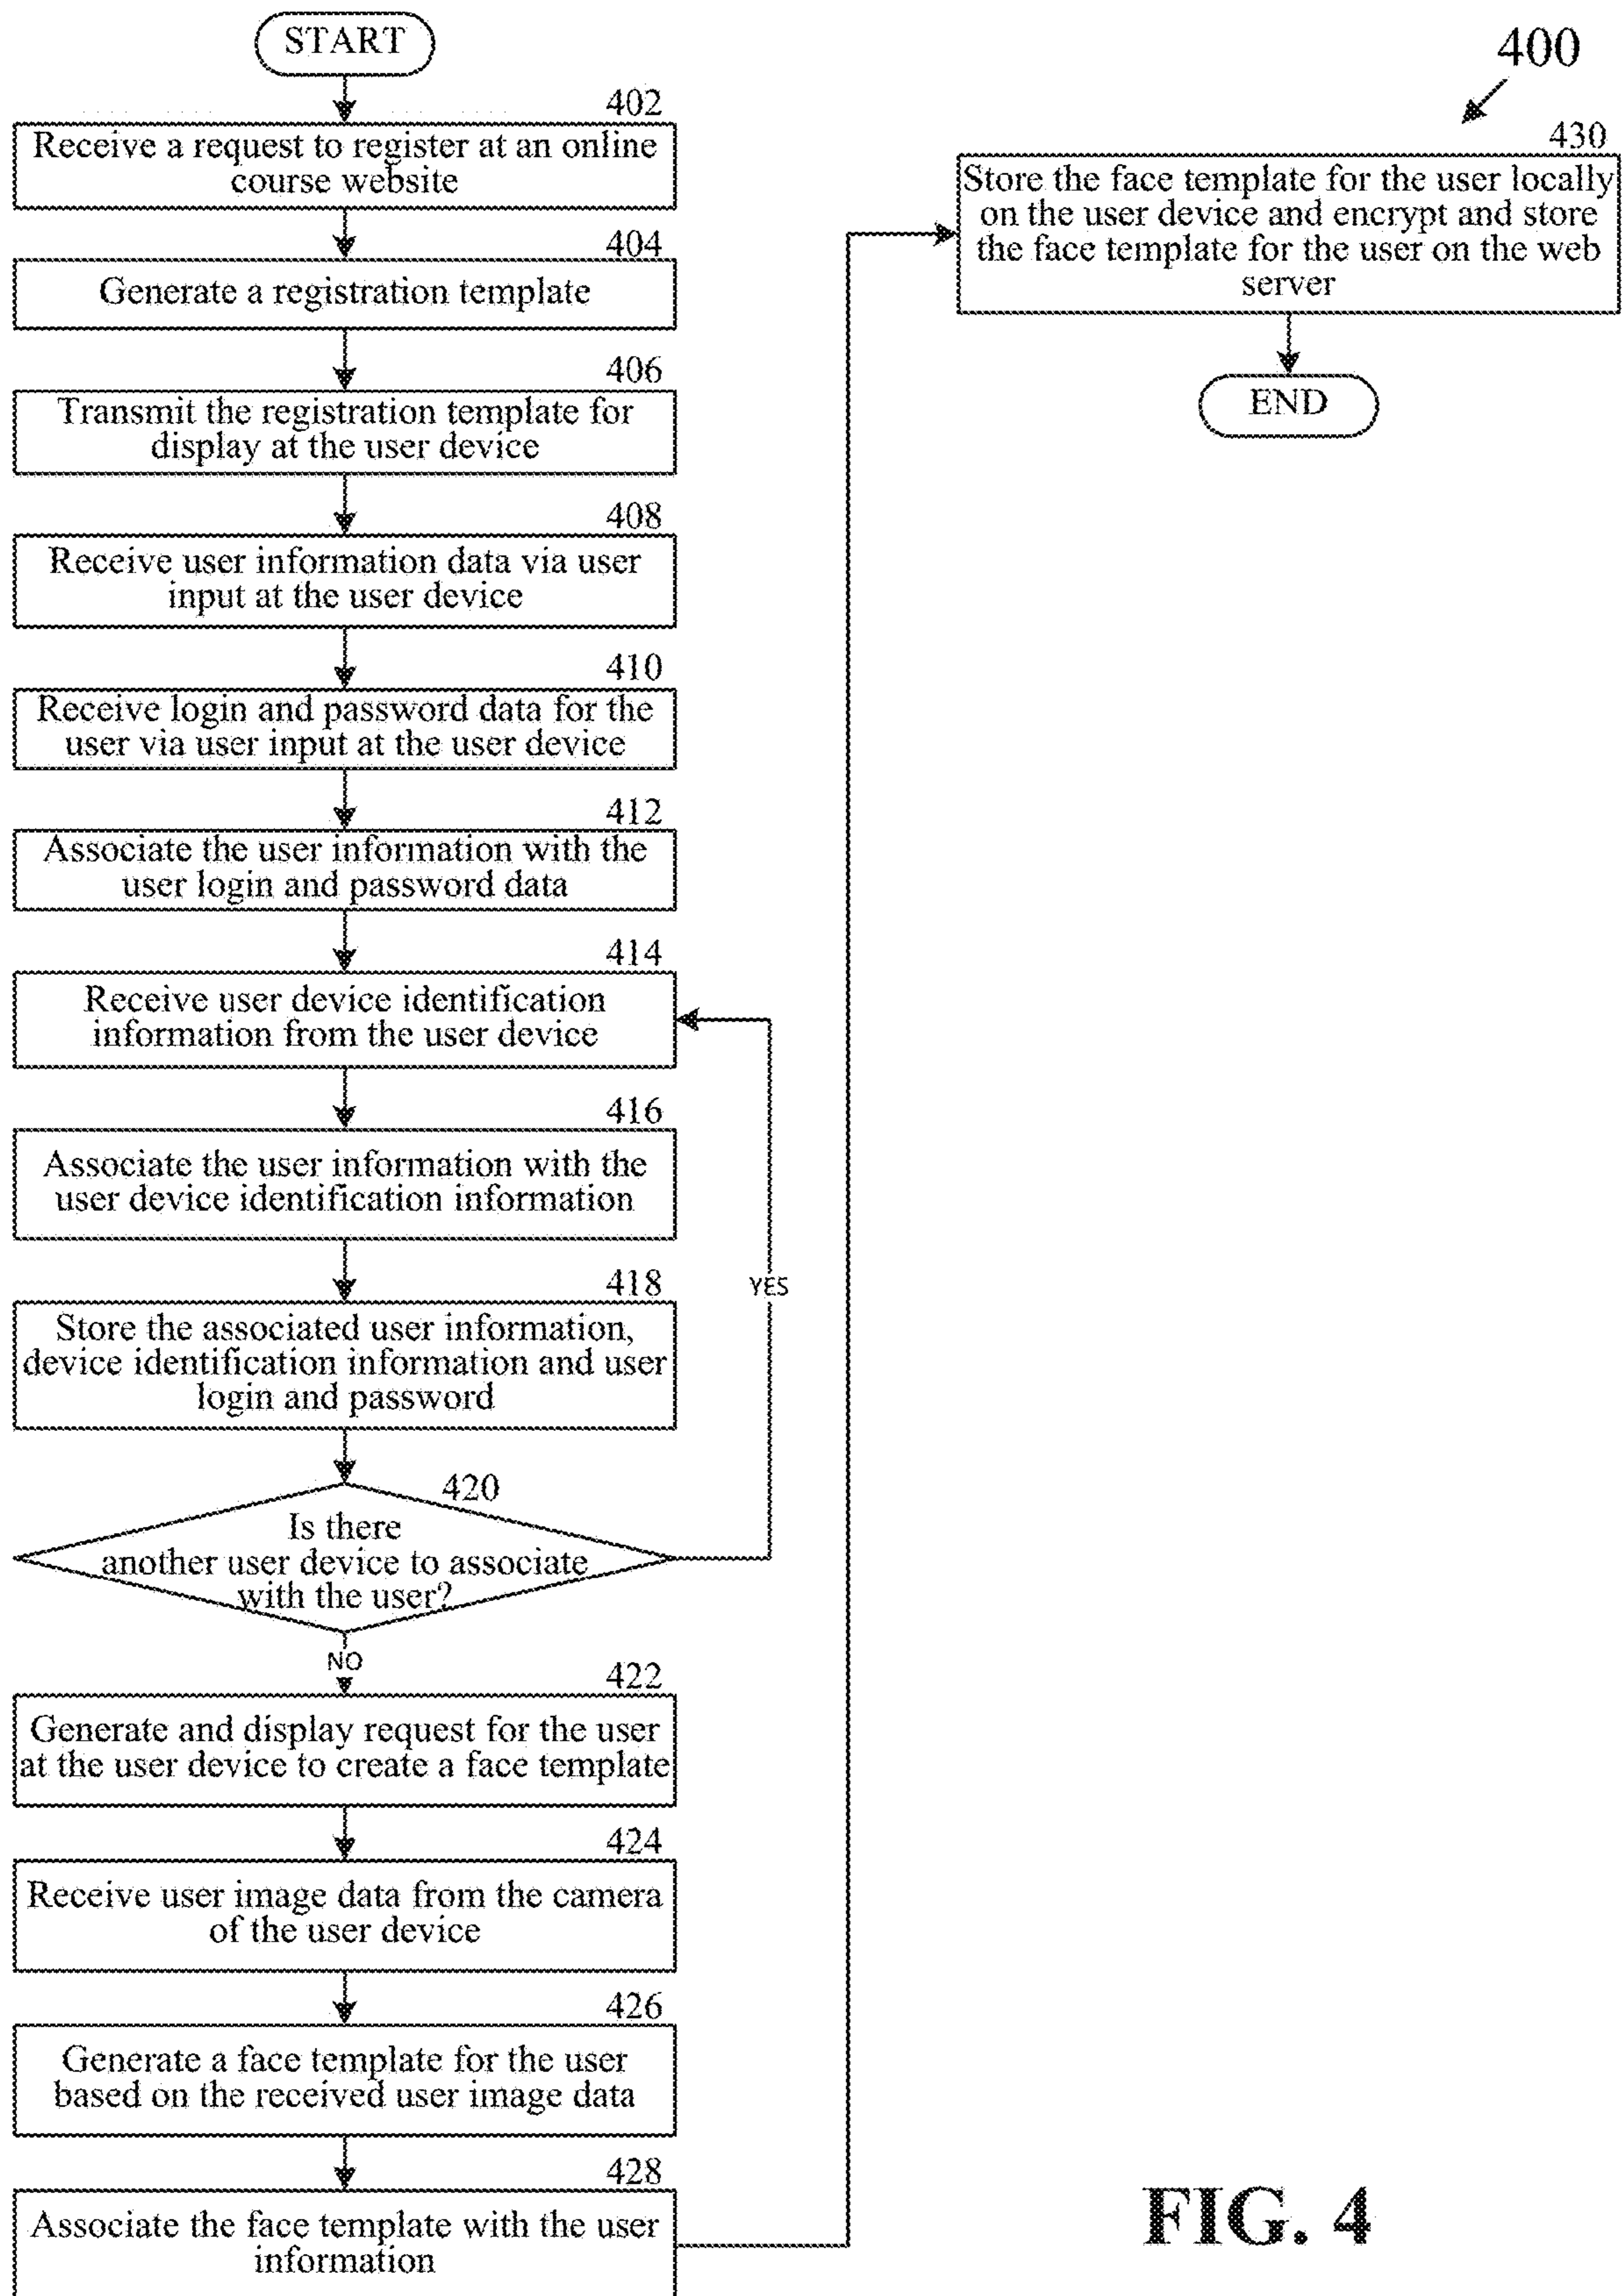 START
402
Receive a request to register at an online
course website
404
Generate a registration template
406
Transmit the registration template for
display at the user device
408
Receive user information data via user
input at the user device
410
Receive login and password data for the
user via user input at the user device
412
Associate the user information with the
user login and password data
414
Receive user device identification
information from the user device
416
Associate the user information with the
user device identification information
418
Store the associated user information,
device identification information and user
login and password
420
Is there
another user device to associate
with the user?
YES
NO
422
Generate and display request for the user
at the user device to create a face template
424
Receive user image data from the camera
of the user device
426
Generate a face template for the user
based on the received user image data
428
Associate the face template with the user
information
400
430
Store the face template for the user locally
on the user device and encrypt and store
the face template for the user on the web
server
END
FIG. 4